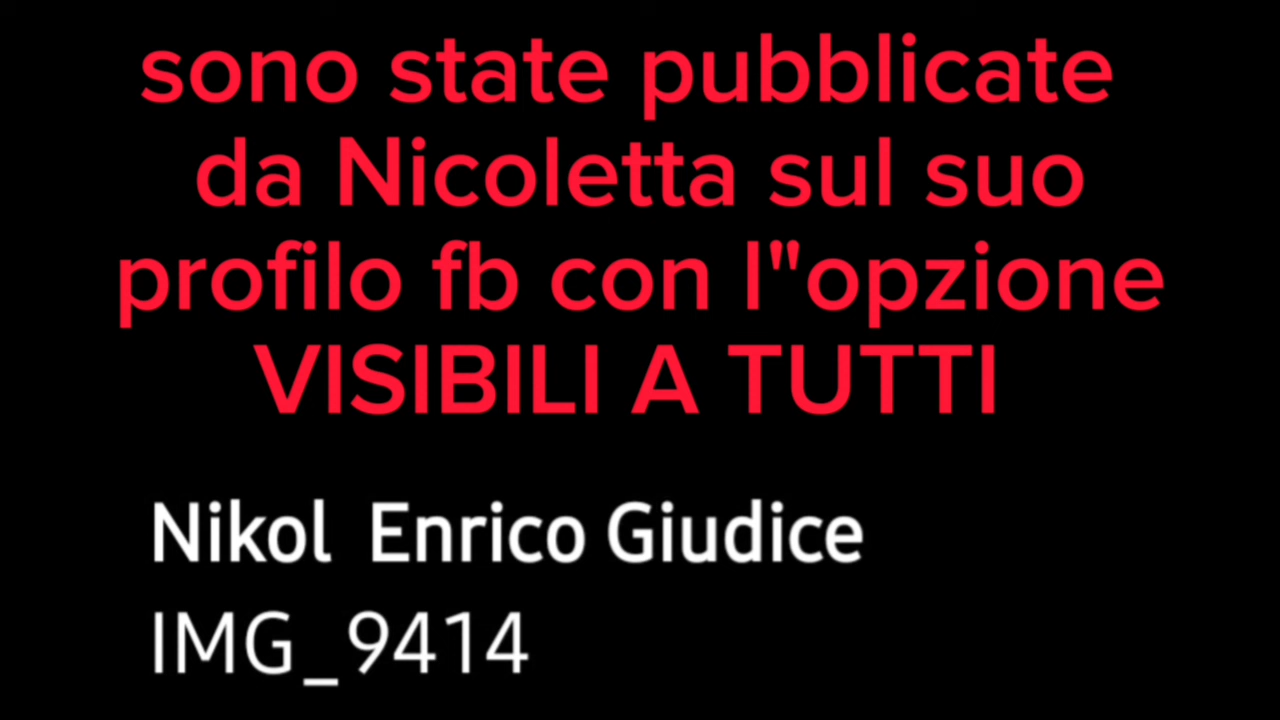 sono state pubblicate
da Nicoletta sul suo
profilo fb con l"opzione
VISIBILI A TUTTI
Nikol Enrico Giudice
IMG_9414